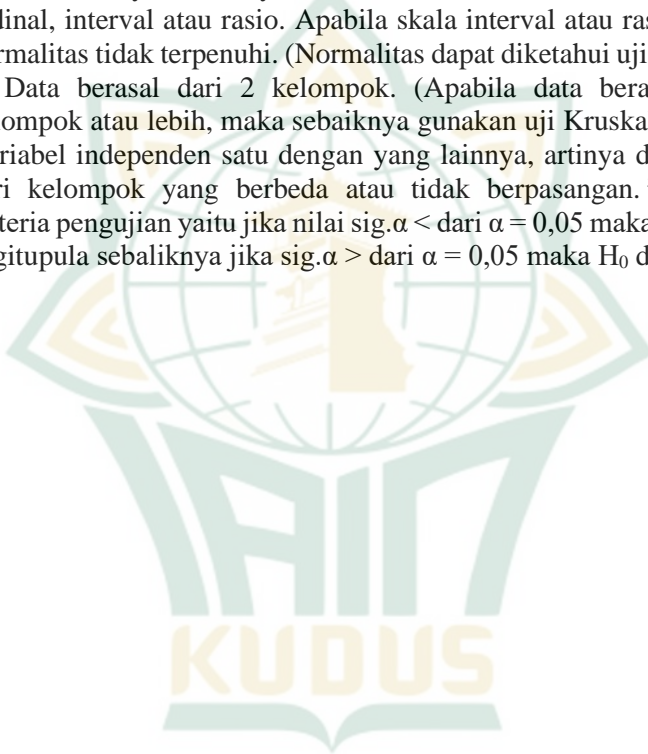 dinal, interval atau rasio. Apabila skala interval atau ras
rmalitas tidak terpenuhi. (Normalitas dapat diketahui uji
Data berasal dari 2 kelompok. (Apabila data bera
lompok atau lebih, maka sebaiknya gunakan uji Kruska
riabel independen satu dengan yang lainnya, artinya d
ri kelompok yang berbeda atau tidak berpasangan.
teria pengujian yaitu jika nilai sig.α < dari α = 0,05 maka
gitupula sebaliknya jika sig.α > dari α = 0,05 maka H₀ d
IAIN
KUDUS